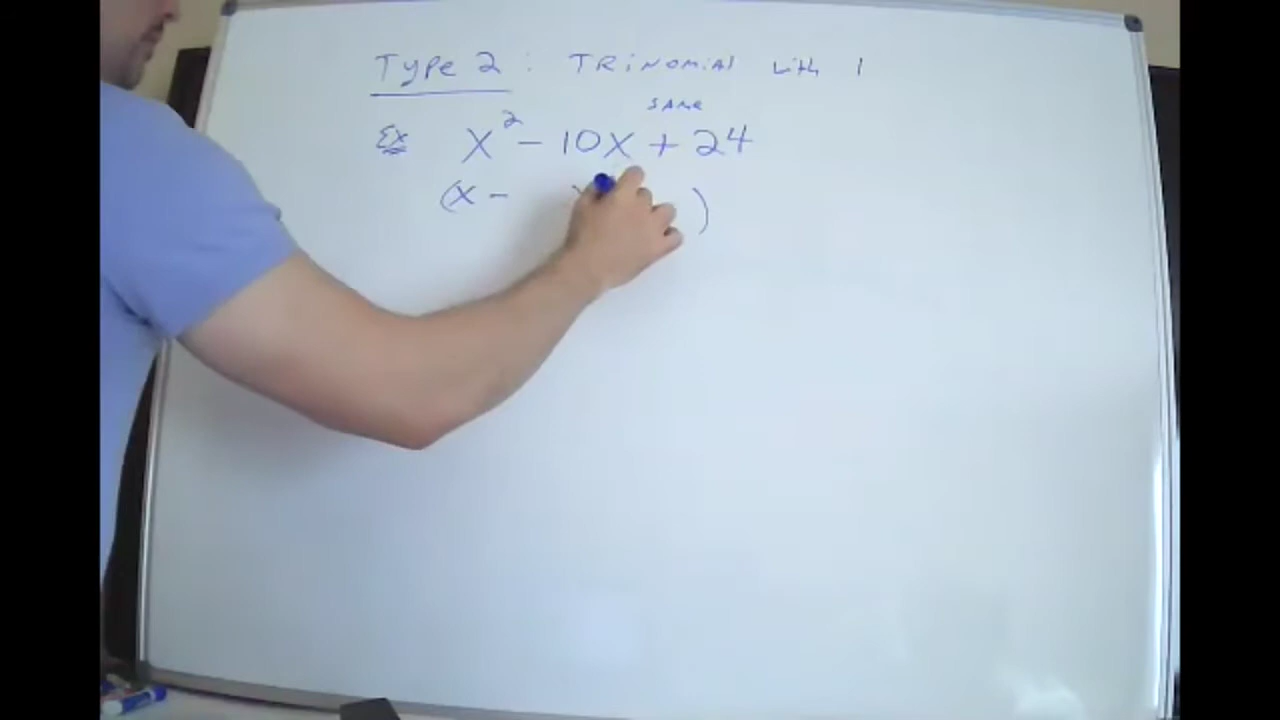 Type 2 : TRiNOMiAl with 1
SAME
Ex x² - 10x + 24
(x - ) )